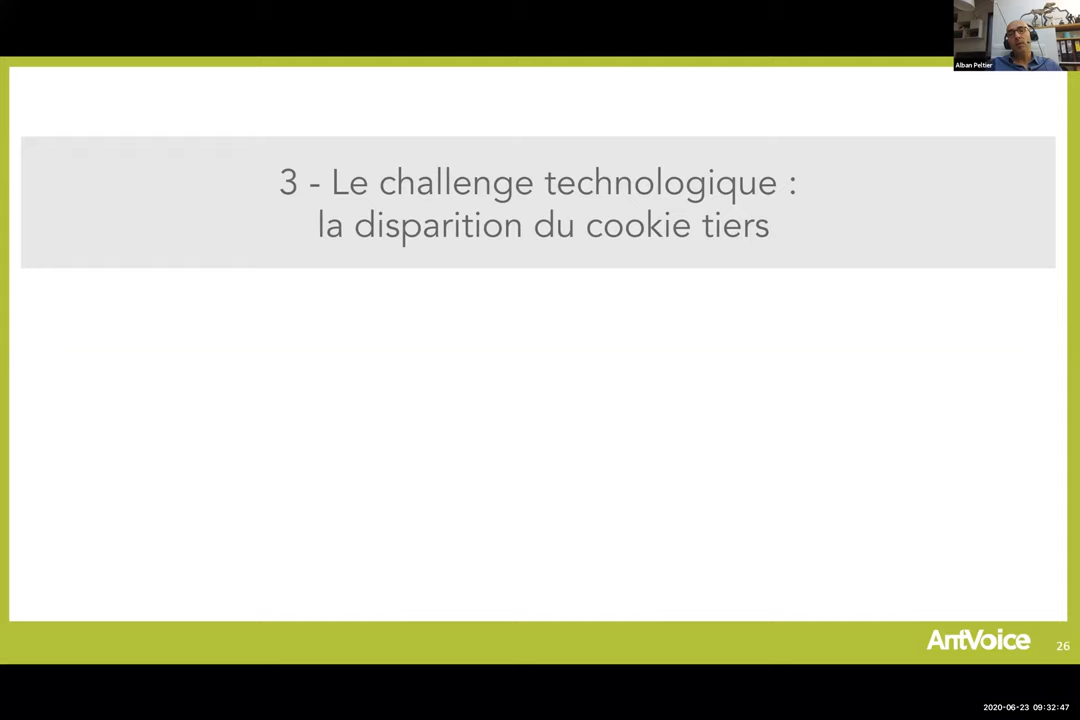 Alban Peltier
3 - Le challenge technologique :
la disparition du cookie tiers
AntVoice
26
2020-06-23 09:32:47